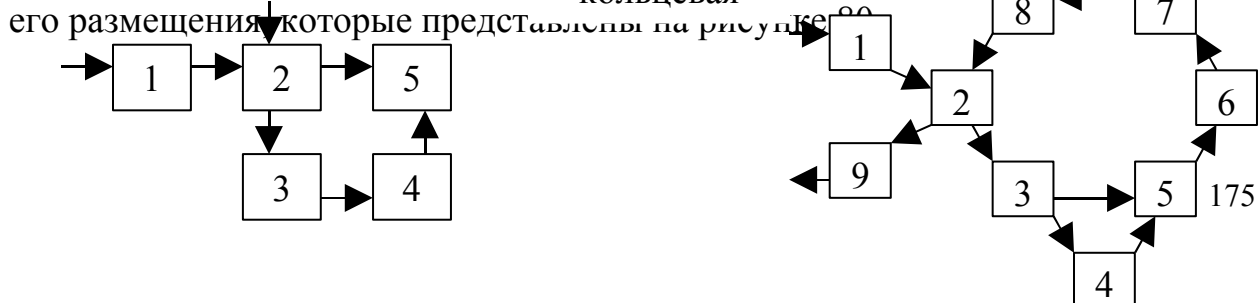 кольцевая
его размещения, которые представлены на рисунке 80
8 7
1
1 2 5
2 6
3 4
9 3 5 175
4